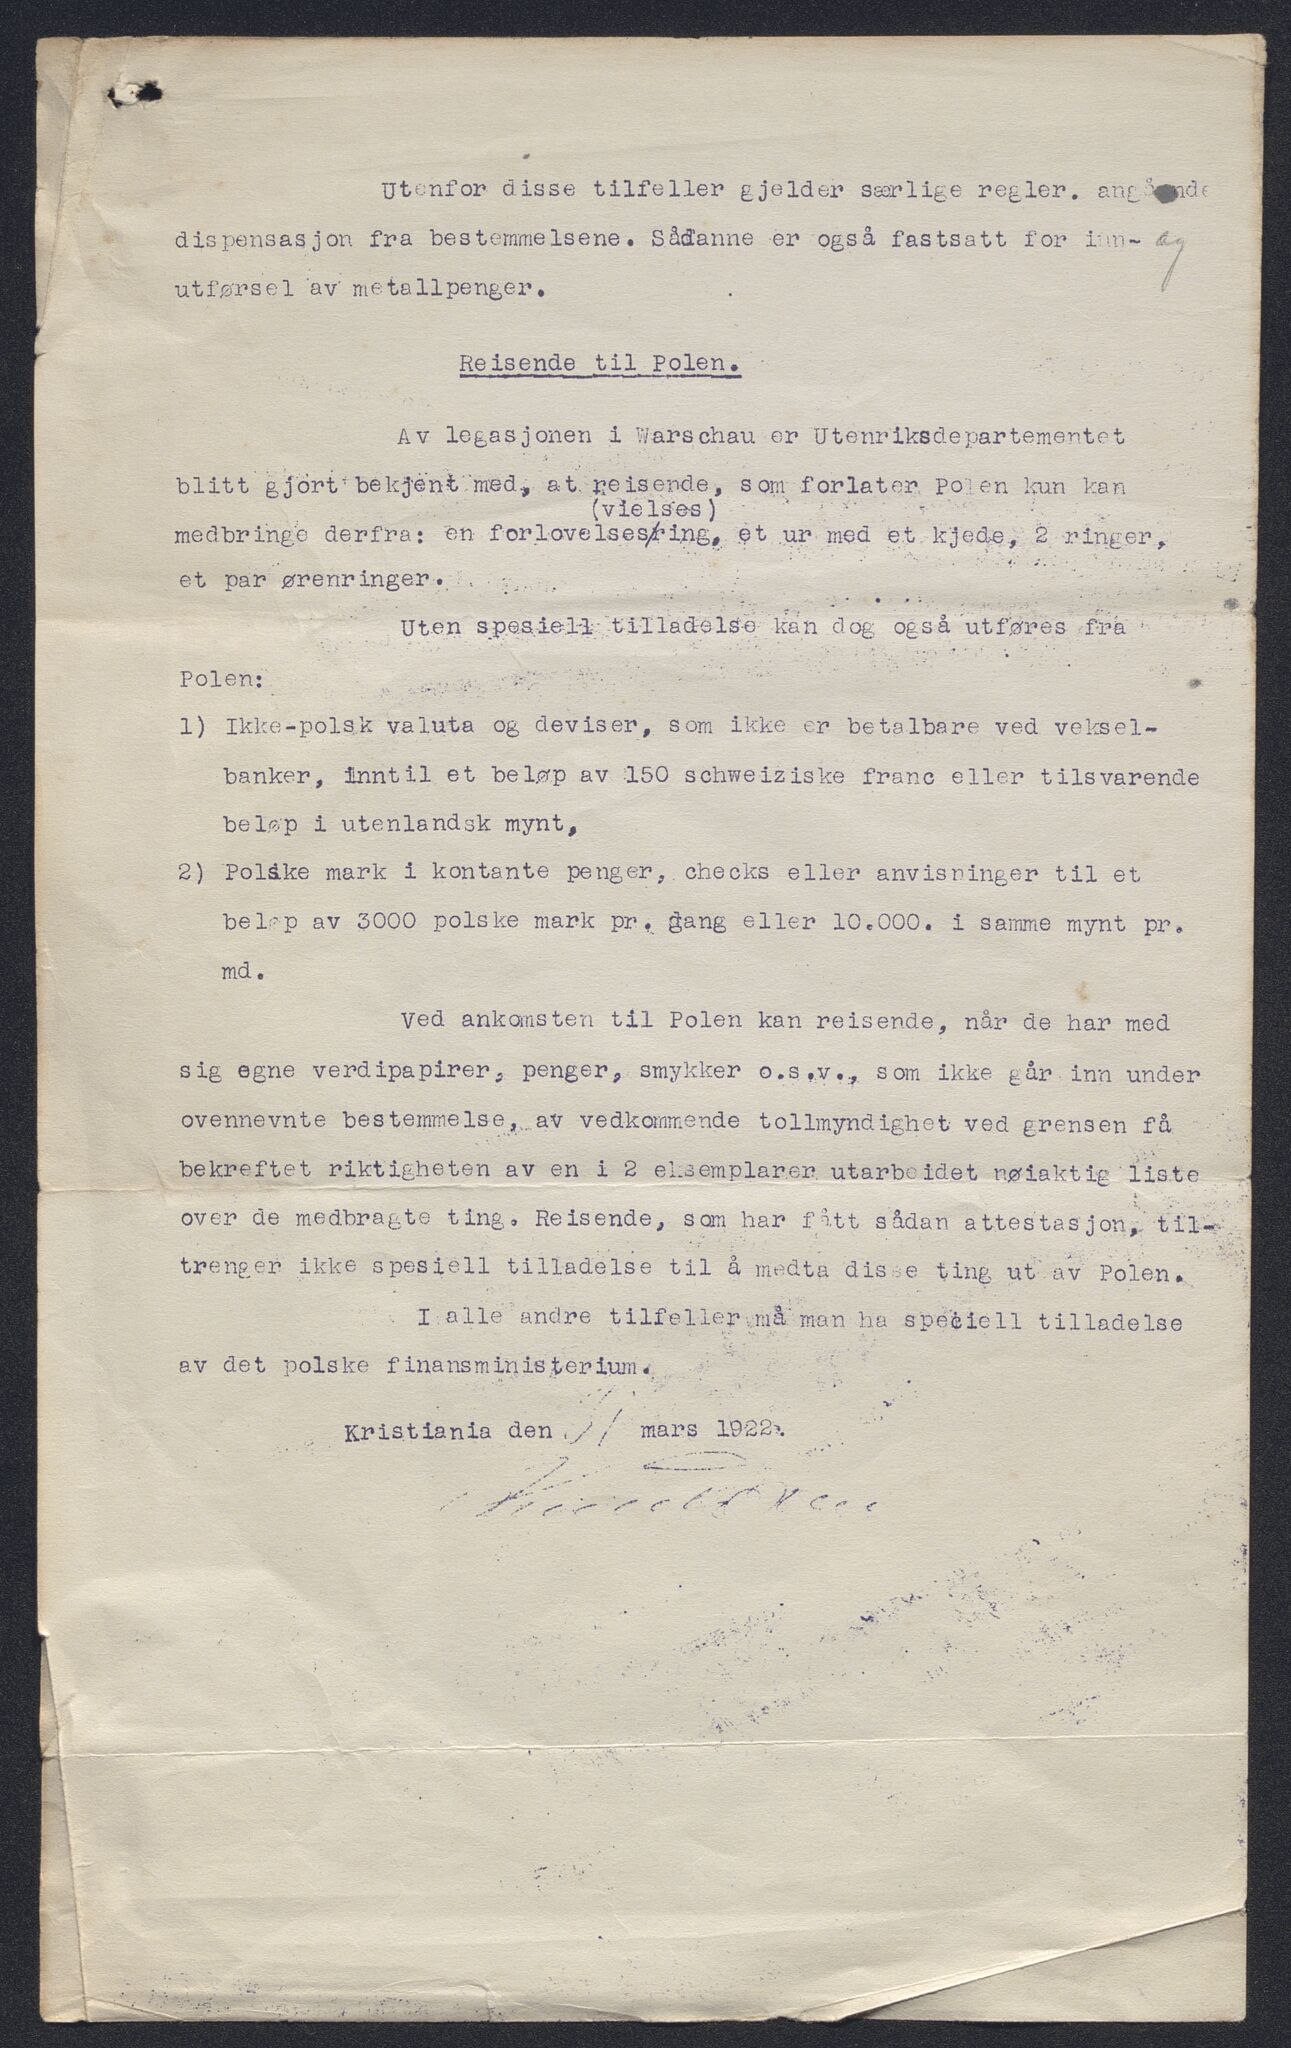 Utenfor disse tilfeller gjelder særlige regler. angående
dispensasjon fra bestemmelsene. Sådanne er også fastsatt for inn- og
utførsel av metallpenger.
Reisende til Polen.
Av legasjonen i Warschau er Utenriksdepartementet
blitt gjort bekjent med, at reisende, som forlater Polen kun kan
(vielses)
medbringe derfra: en forlovelses/ring, et ur med et kjede, 2 ringer,
et par ørenringer.
Uten spesiell tilladelse kan dog også utføres fra
Polen:
1) Ikke-polsk valuta og deviser, som ikke er betalbare ved veksel-
banker, inntil et beløp av 150 schweiziske franc eller tilsvarende
beløp i utenlandsk mynt,
2) Polske mark i kontante penger, checks eller anvisninger til et
beløp av 3000 polske mark pr. gang eller 10.000. i samme mynt pr.
md.
Ved ankomsten til Polen kan reisende, når de har med
sig egne verdipapirer, penger, smykker o.s.v., som ikke går inn under
ovennevnte bestemmelse, av vedkommende tollmyndighet ved grensen få
bekreftet riktigheten av en i 2 eksemplarer utarbeidet nøiaktig liste
over de medbragte ting. Reisende, som har fått sådan attestasjon, til-
trenger ikke spesiell tilladelse til å medta disse ting ut av Polen.
I alle andre tilfeller må man ha speciell tilladelse
av det polske finansministerium.
Kristiania den mars 1922.